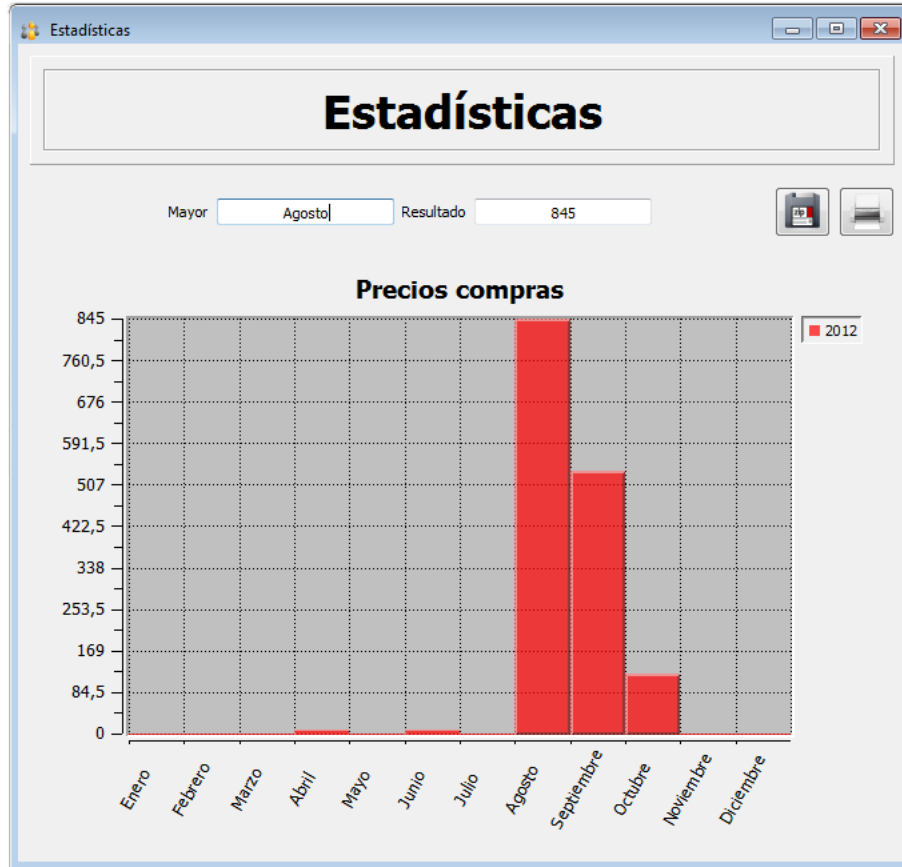 Estadísticas
Estadísticas
Mayor Agosto Resultado 845
zip
Precios compras
845
760,5
676
591,5
507
422,5
338
253,5
169
84,5
0
2012
Enero Febrero Marzo Abril Mayo Junio Julio Agosto Septiembre Octubre Noviembre Diciembre